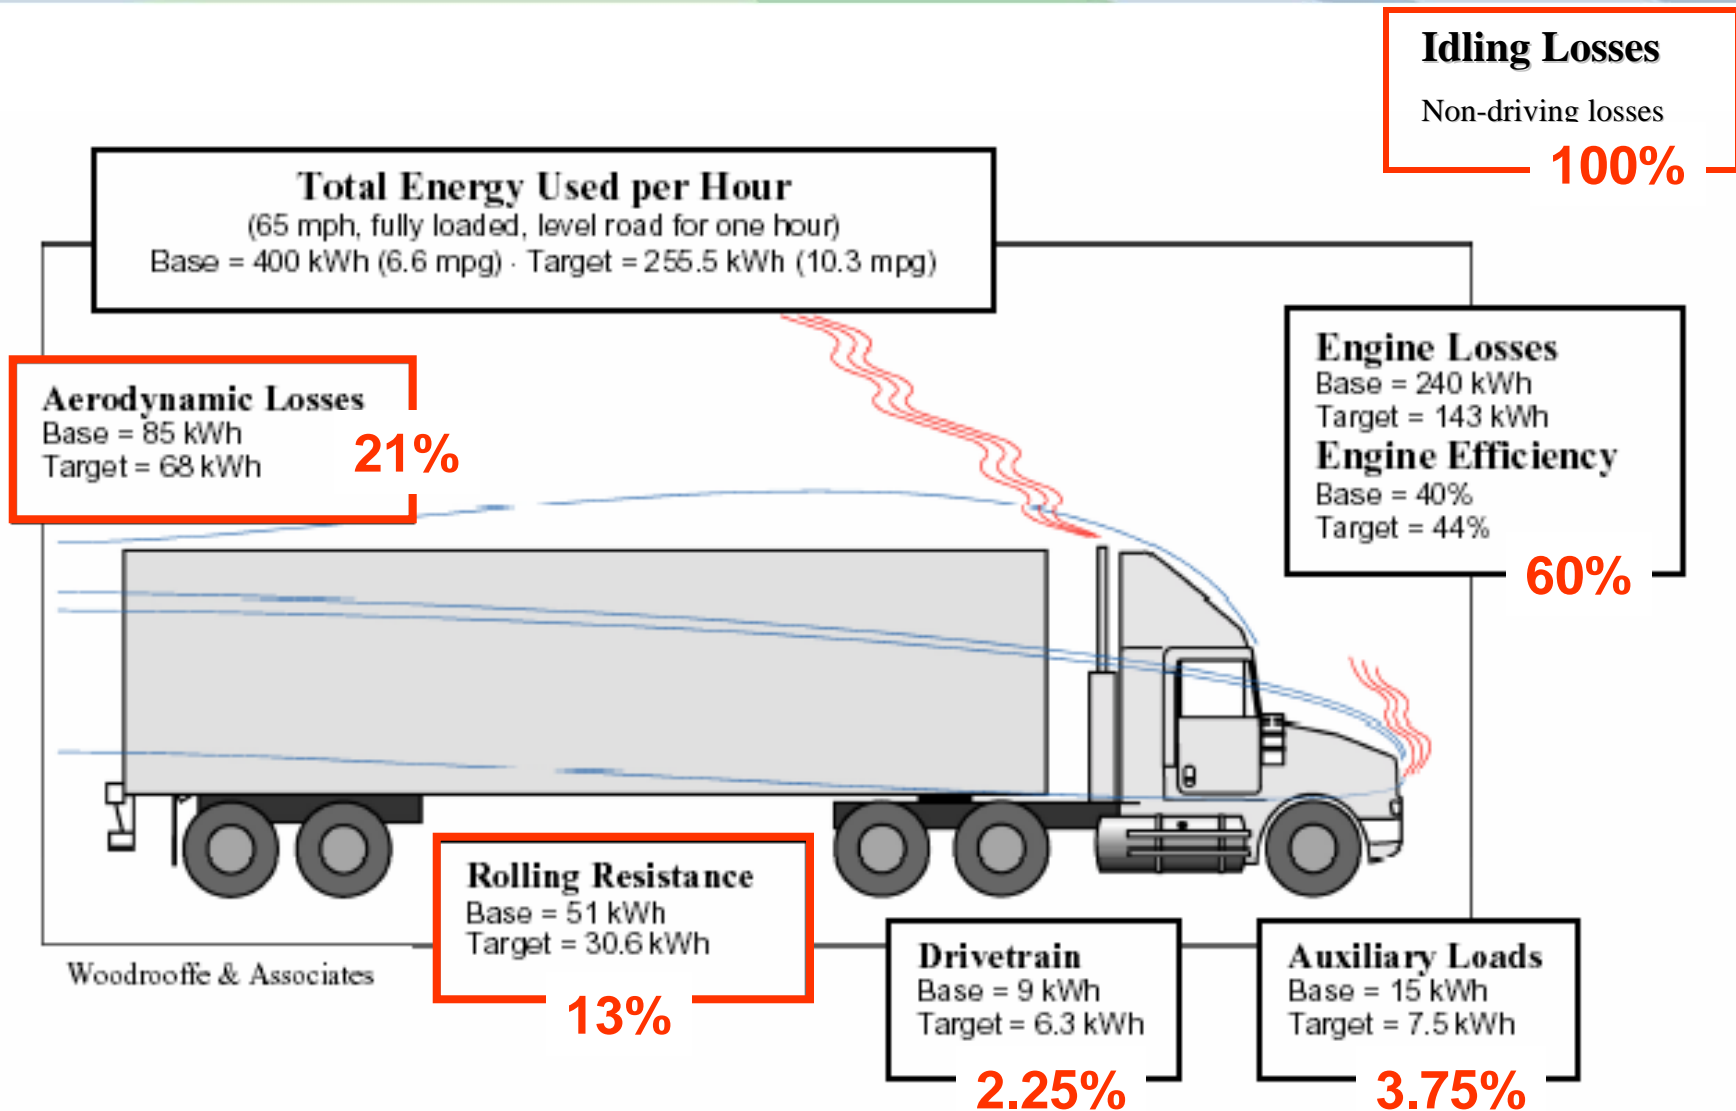 Idling Losses
Non-driving losses
100%
Total Energy Used per Hour
(65 mph, fully loaded, level road for one hour)
Base = 400 kWh (6.6 mpg) · Target = 255.5 kWh (10.3 mpg)
Engine Losses
Base = 240 kWh
Target = 143 kWh
Engine Efficiency
Base = 40%
Target = 44%
60%
Aerodynamic Losses
Base = 85 kWh
Target = 68 kWh
21%
Rolling Resistance
Base = 51 kWh
Target = 30.6 kWh
13%
Woodrooffe & Associates
Drivetrain
Base = 9 kWh
Target = 6.3 kWh
2.25%
Auxiliary Loads
Base = 15 kWh
Target = 7.5 kWh
3.75%